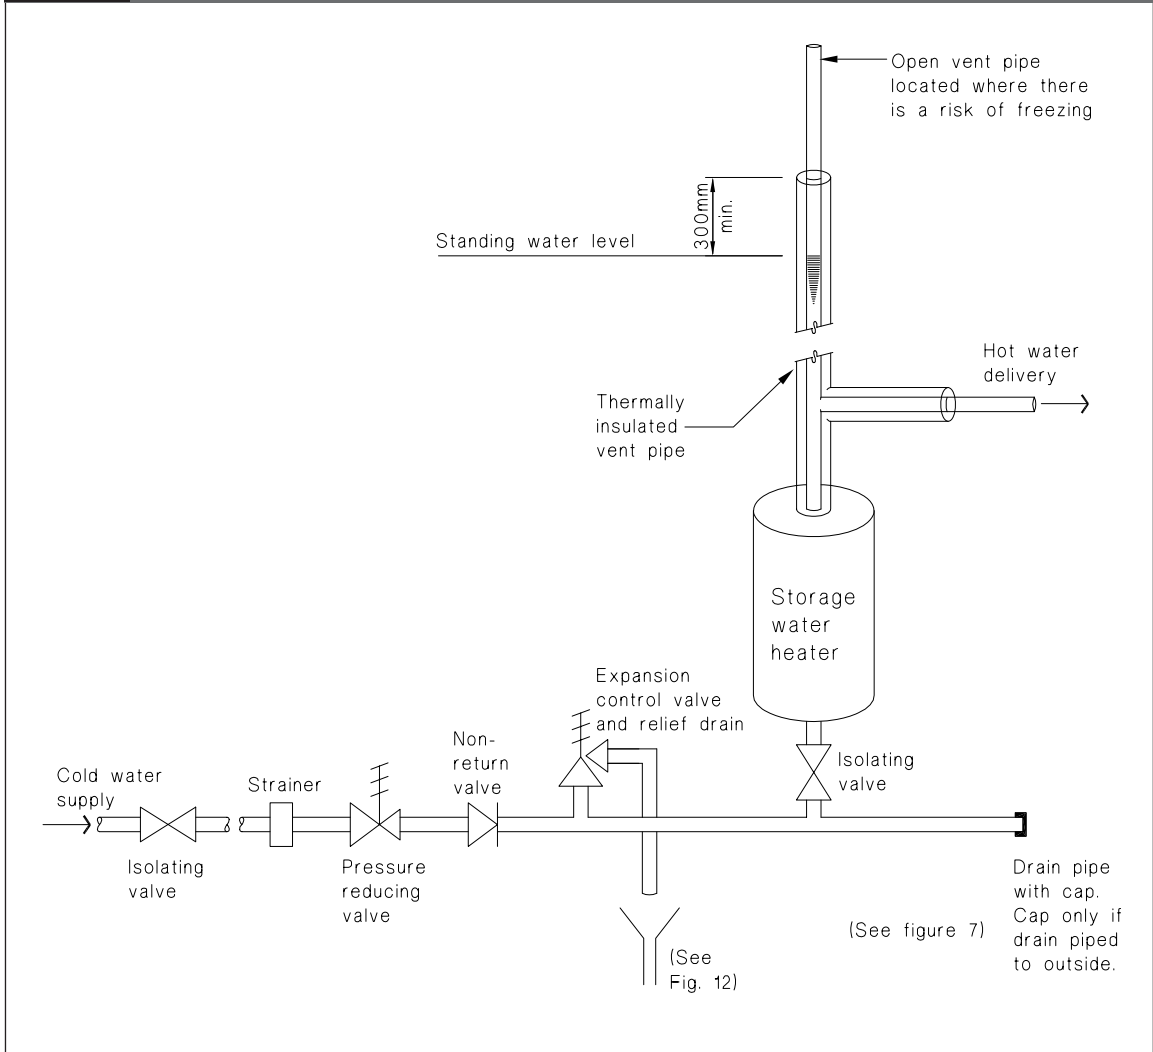 Open vent pipe
located where there
is a risk of freezing
300mm
min.
Standing water level
Hot water
delivery
Thermally
insulated
vent pipe
Storage
water
heater
Expansion
control valve
and relief drain
Non-
return
valve
Isolating
valve
Cold water
supply
Strainer
Isolating
valve
Pressure
reducing
valve
Drain pipe
with cap.
Cap only if
drain piped
to outside.
(See figure 7)
(See
Fig. 12)